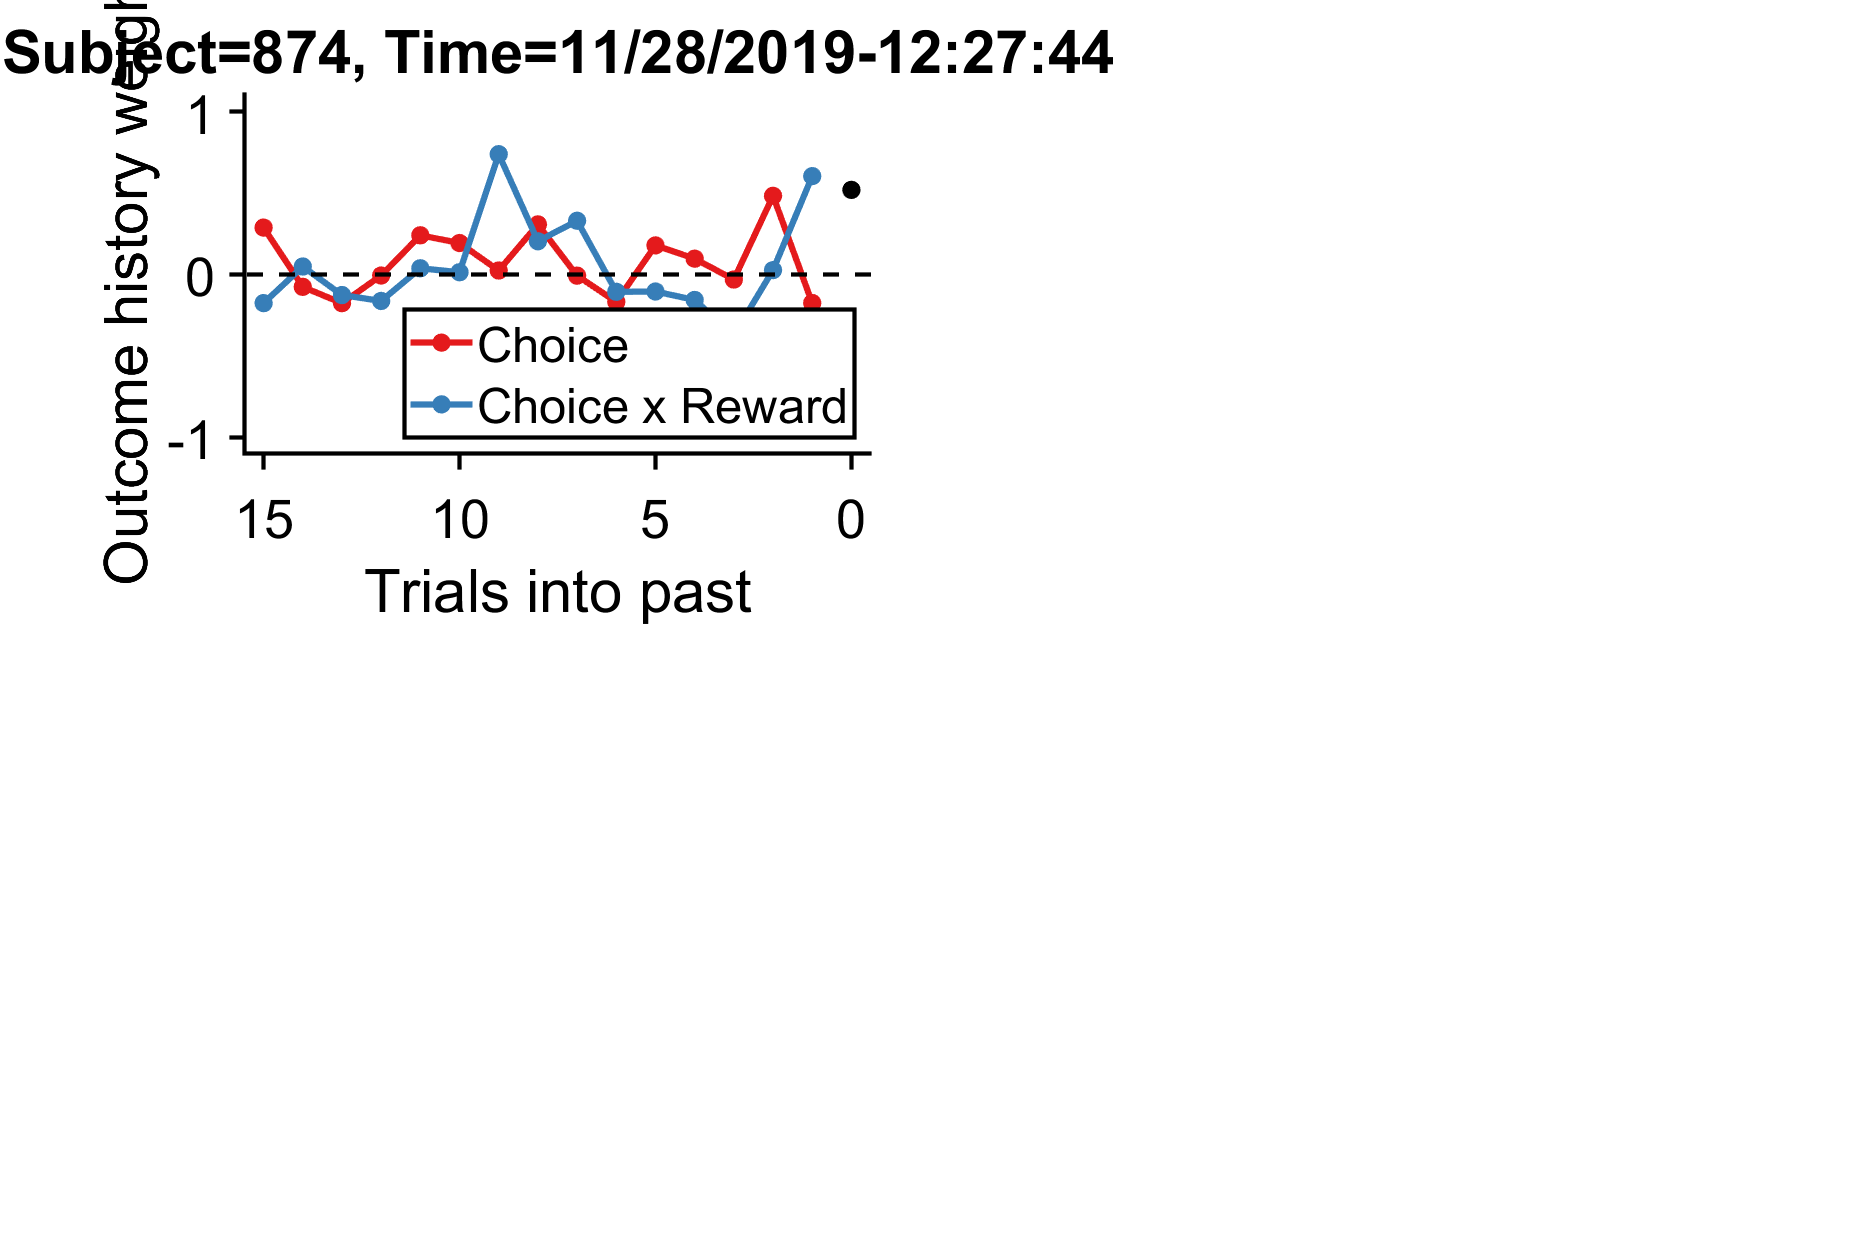 Subject=874, Time=11/28/2019-12:27:44
Outcome history
1
0
-1
Choice
Choice x Reward
15 10 5 0
Trials into past